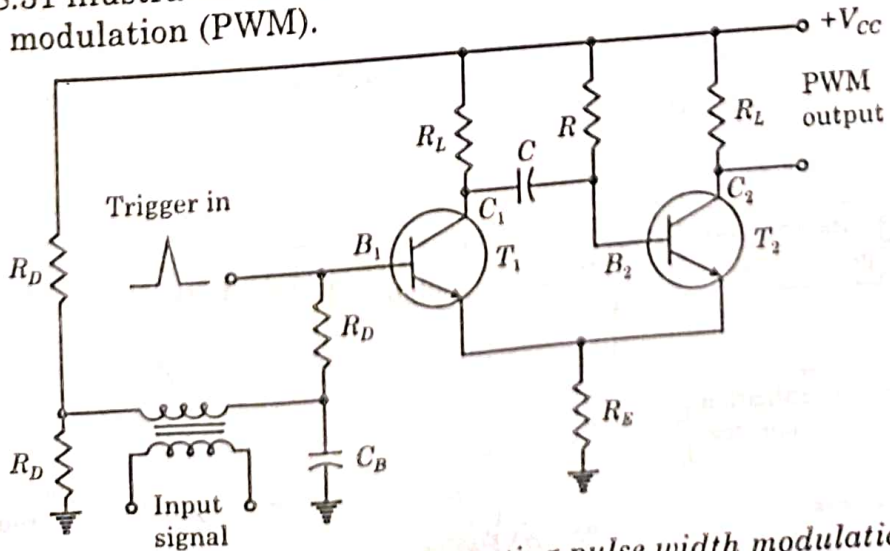 modulation (PWM).
+V_CC
PWM
output
R_L
R
R_L
C
C_1
C_2
Trigger in
B_1
T_1
B_2
T_2
R_D
R_D
R_E
R_D
C_B
Input
signal
pulse width modulatio